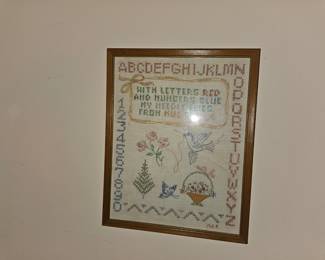 ABCDEFGHIJKLMN
OPQRSTUVWXYZ
WITH LETTERS RED
AND NUMBERS BLUE
MY NEEDLE
FROM
1234567890